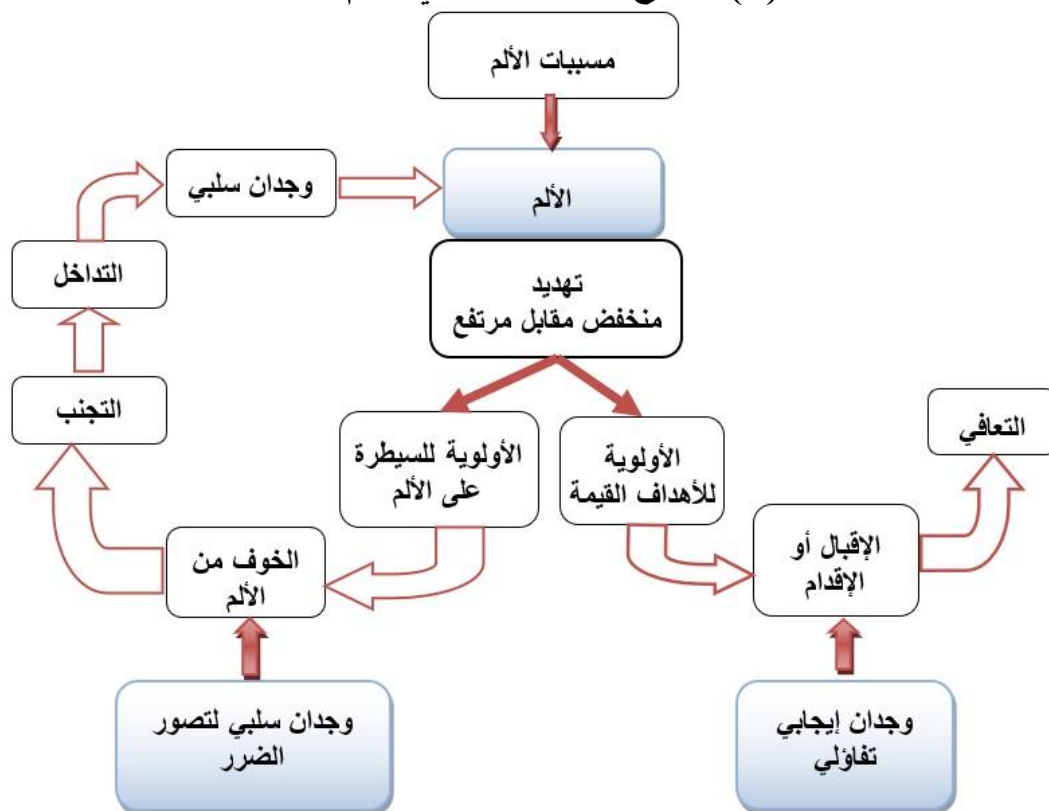 مسببات الألم
الألم
وجدان سلبي
التداخل
تهديد
منخفض مقابل مرتفع
التجنب
التعافي
الأولوية
للأهداف القيمة
الأولوية للسيطرة
على الألم
الإقبال أو
الإقدام
الخوف من
الألم
وجدان إيجابي
تفاؤلي
وجدان سلبي لتصور
الضرر